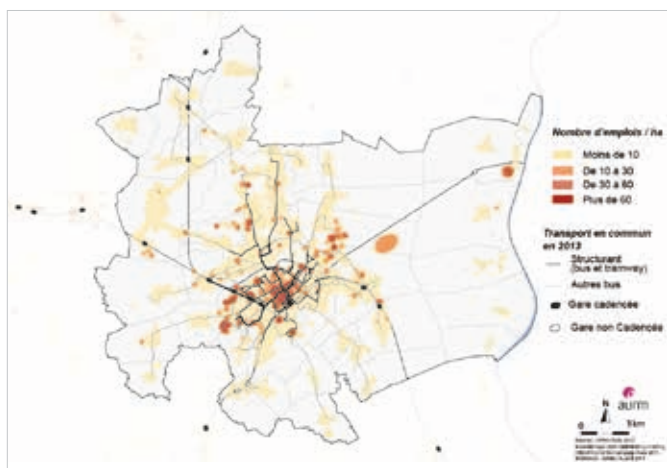 Nombre d'emplois / ha
Moins de 10
De 10 à 30
De 30 à 60
Plus de 60
Transport en commun
en 2013
Structurant
(bus et tramway)
Autres bus
Gare cadencée
Gare non Cadencée
N
aurm
0